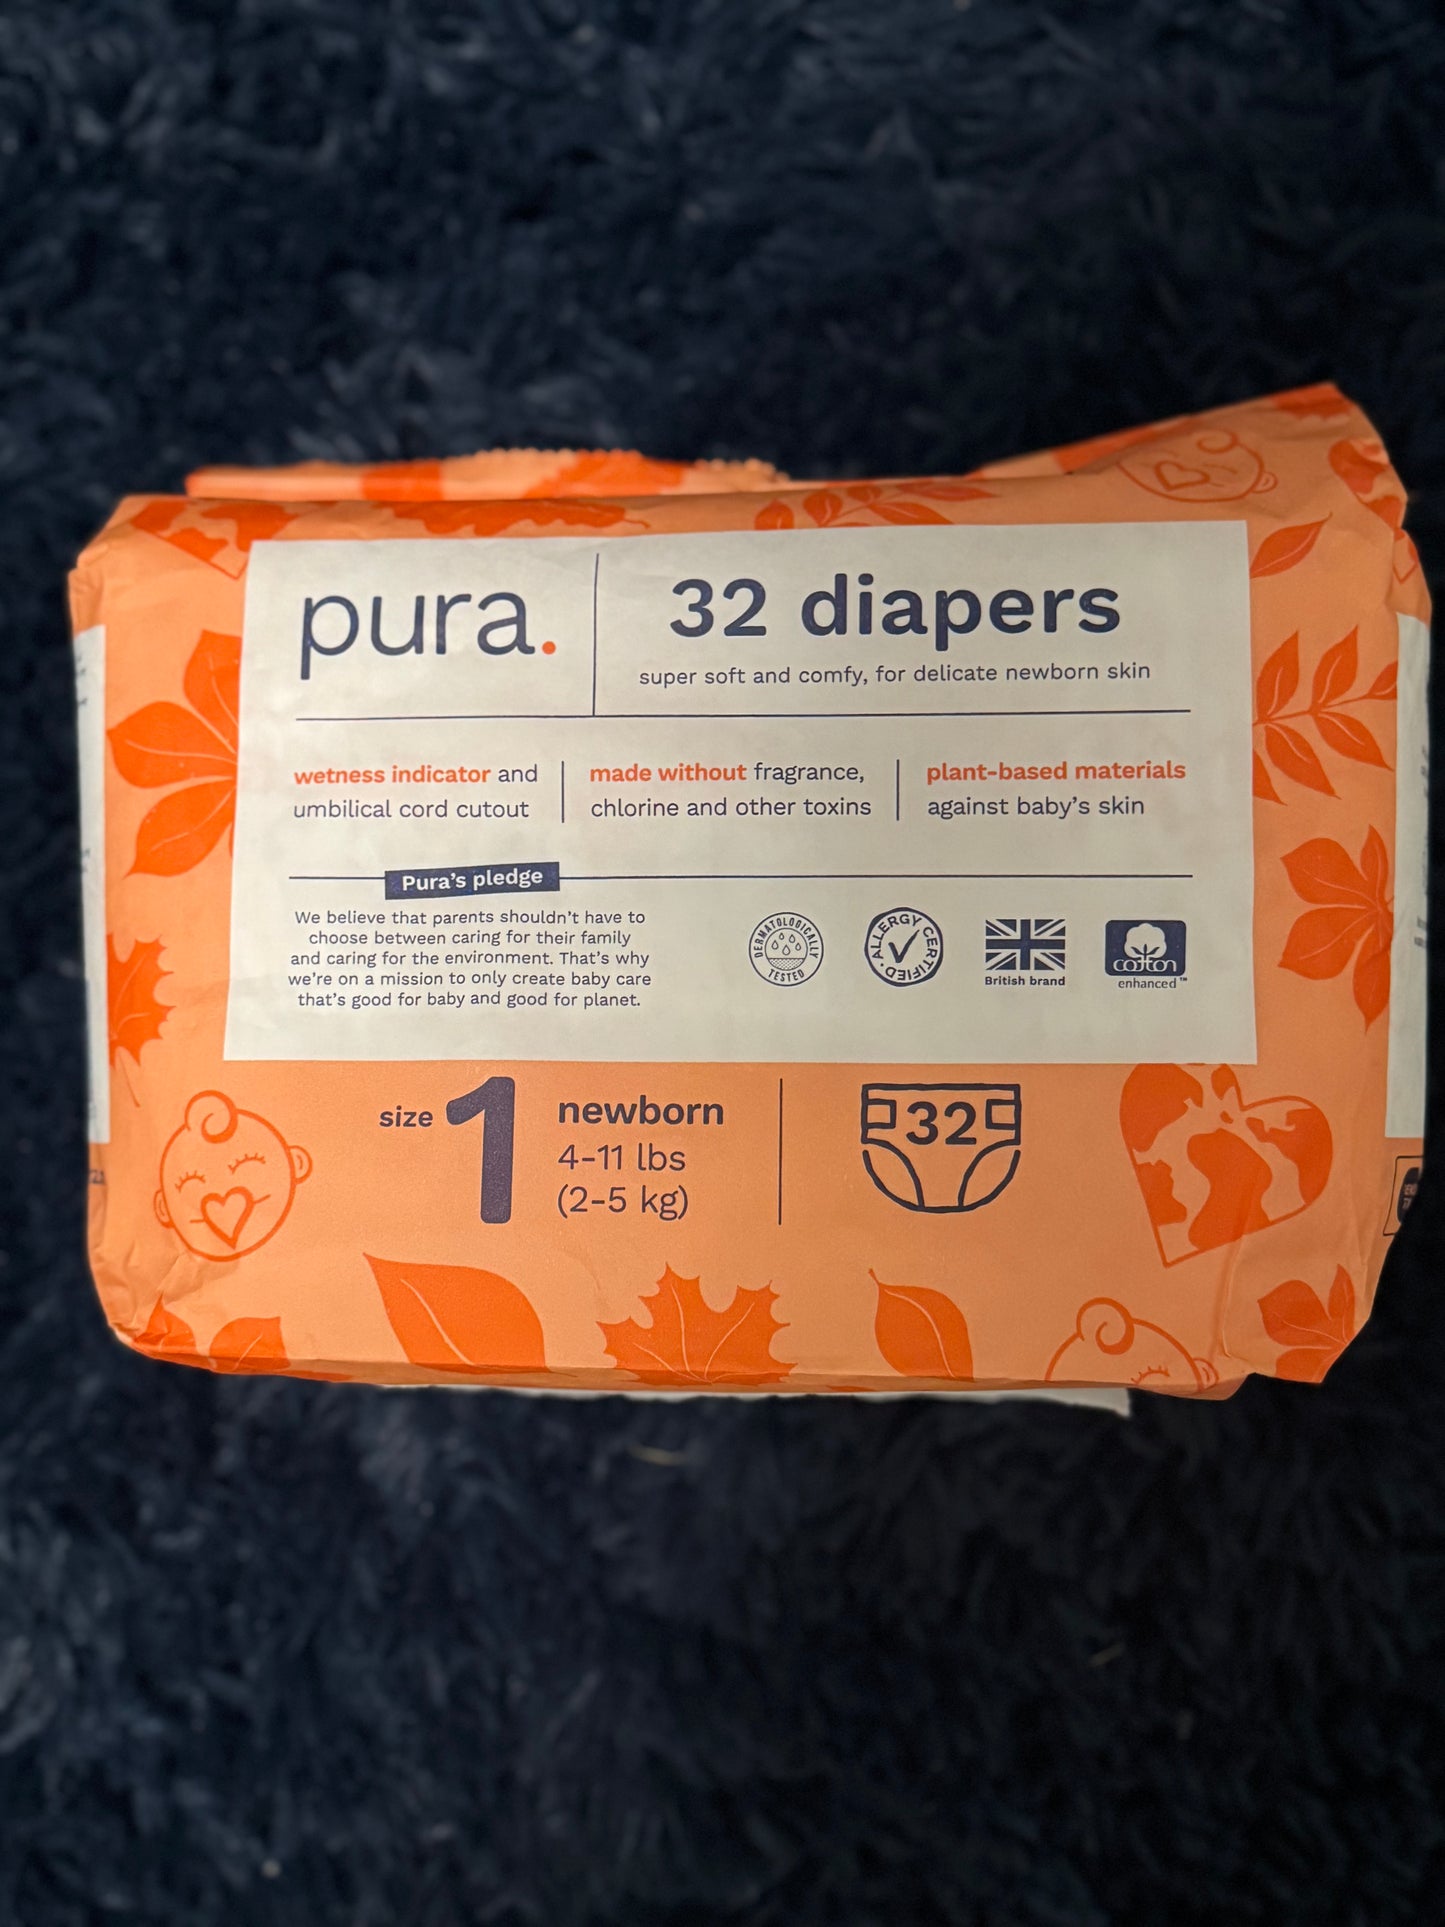 pura.
32 diapers
super soft and comfy, for delicate newborn skin
wetness indicator and
umbilical cord cutout
made without fragrance,
chlorine and other toxins
plant-based materials
against baby's skin
Pura's pledge
We believe that parents shouldn't have to
choose between caring for their family
and caring for the environment. That's why
we're on a mission to only create baby care
that's good for baby and good for planet.
DERMATOLOGICALLY
TESTED
ALLERGY CERTIFIED
British brand
cotton
enhanced™
size 1
newborn
4-11 lbs
(2-5 kg)
32